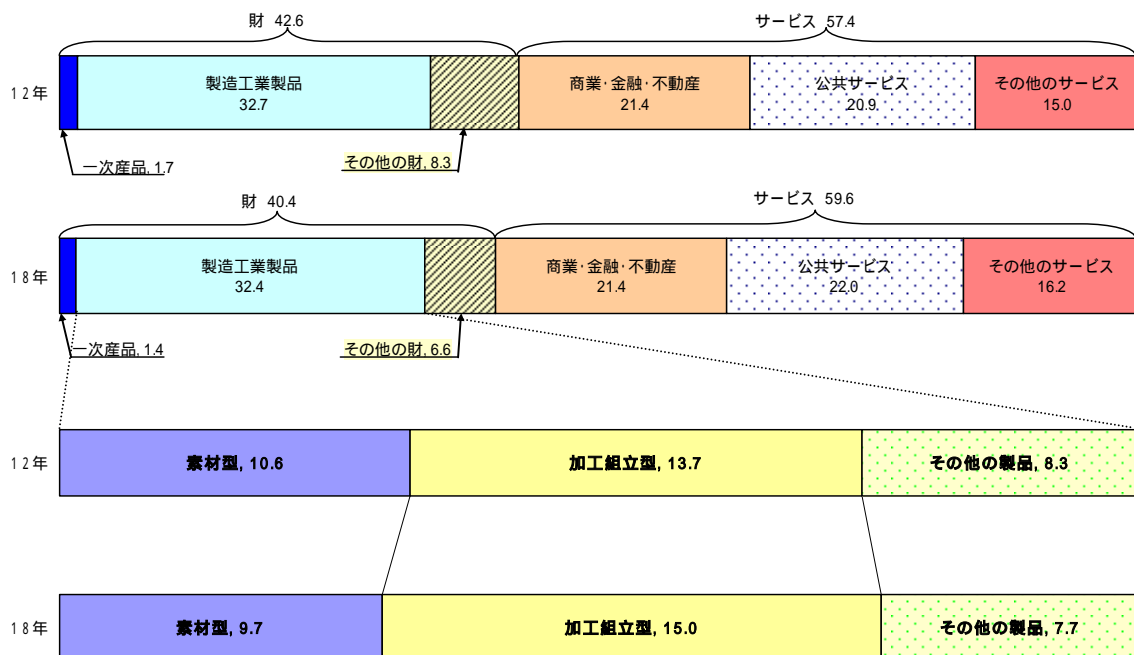 財 42.6
サービス 57.4
12年
製造工業製品
32.7
商業・金融・不動産
21.4
公共サービス
20.9
その他のサービス
15.0
一次産品, 1.7
その他の財, 8.3
財 40.4
サービス 59.6
18年
製造工業製品
32.4
商業・金融・不動産
21.4
公共サービス
22.0
その他のサービス
16.2
一次産品, 1.4
その他の財, 6.6
12年
素材型, 10.6
加工組立型, 13.7
その他の製品, 8.3
18年
素材型, 9.7
加工組立型, 15.0
その他の製品, 7.7